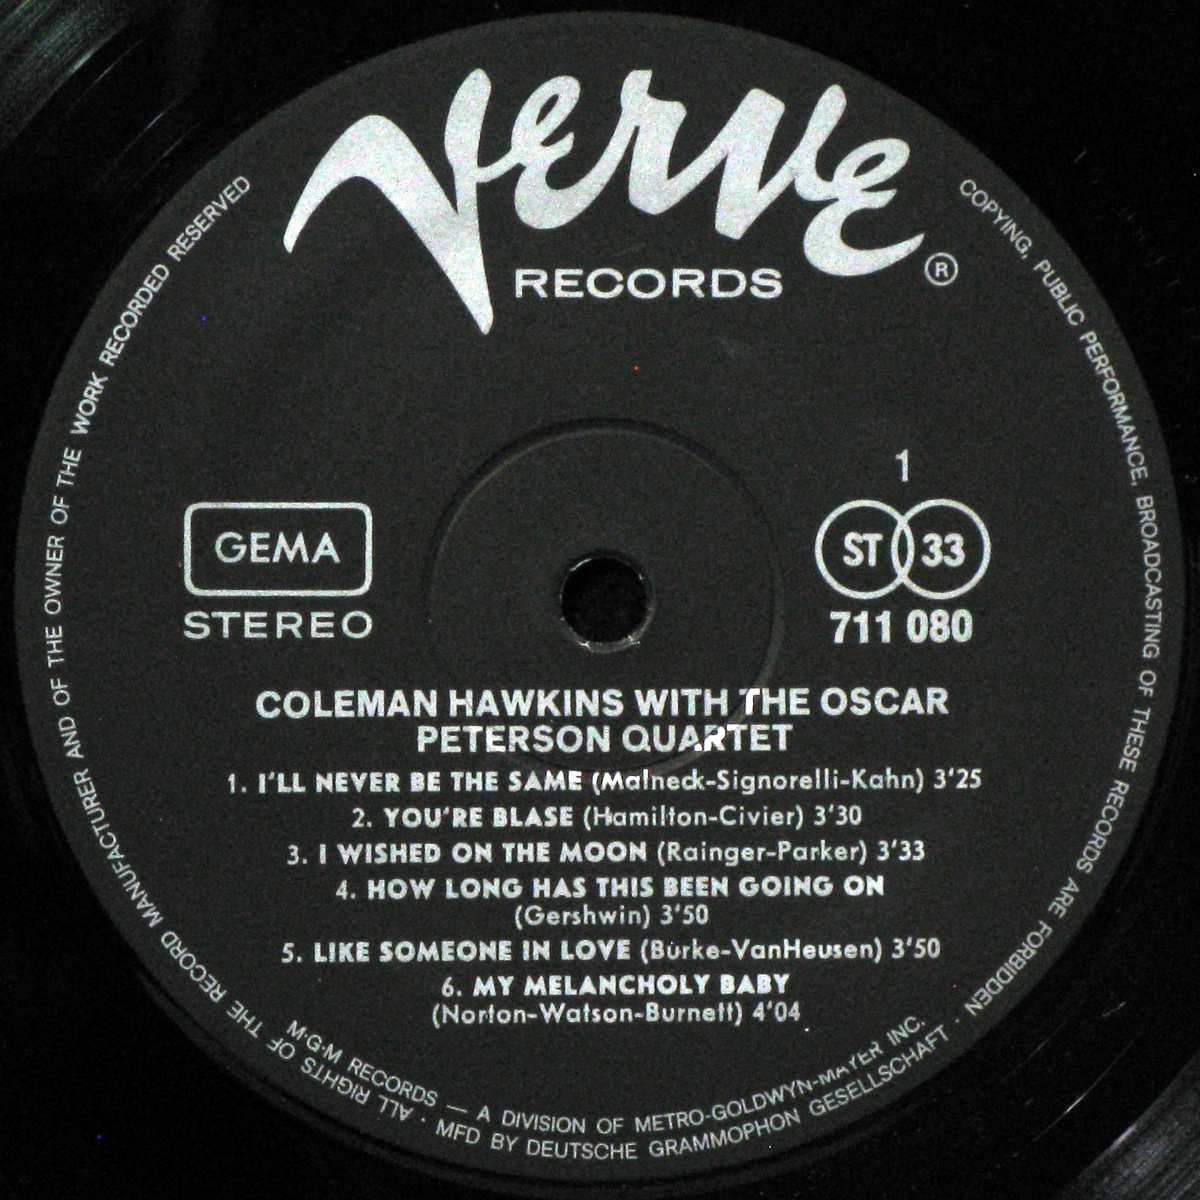 Verve
RECORDS
®
GEMA
STEREO
1
ST 33
711 080
COLEMAN HAWKINS WITH THE OSCAR
PETERSON QUARTET
1. I'LL NEVER BE THE SAME (Malneck-Signorelli-Kahn) 3'25
2. YOU'RE BLASE (Hamilton-Civier) 3'30
3. I WISHED ON THE MOON (Rainger-Parker) 3'33
4. HOW LONG HAS THIS BEEN GOING ON
(Gershwin) 3'50
5. LIKE SOMEONE IN LOVE (Burke-VanHeusen) 3'50
6. MY MELANCHOLY BABY
(Norton-Watson-Burnett) 4'04
M·G·M RECORDS — A DIVISION OF METRO-GOLDWYN-MAYER INC.
· ALL RIGHTS OF THE RECORD MANUFACTURER AND OF THE OWNER OF THE WORK RECORDED RESERVED
COPYING, PUBLIC PERFORMANCE, BROADCASTING OF THESE RECORDS ARE FORBIDDEN
· MFD BY DEUTSCHE GRAMMOPHON GESELLSCHAFT ·